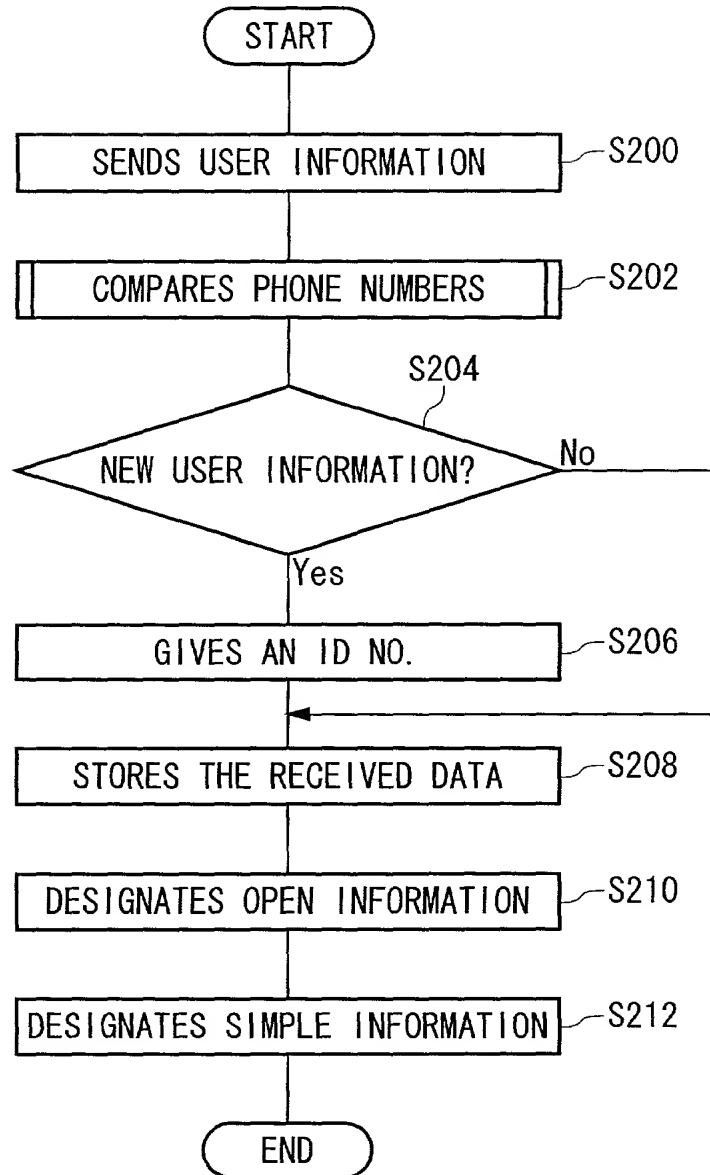 START
SENDS USER INFORMATION
S200
COMPARES PHONE NUMBERS
S202
S204
NEW USER INFORMATION?
No
Yes
GIVES AN ID NO.
S206
STORES THE RECEIVED DATA
S208
DESIGNATES OPEN INFORMATION
S210
DESIGNATES SIMPLE INFORMATION
S212
END